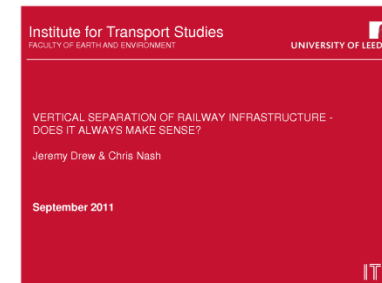 Institute for Transport Studies
FACULTY OF EARTH AND ENVIRONMENT
UNIVERSITY OF LEED
VERTICAL SEPARATION OF RAILWAY INFRASTRUCTURE -
DOES IT ALWAYS MAKE SENSE?
Jeremy Drew & Chris Nash
September 2011
IT